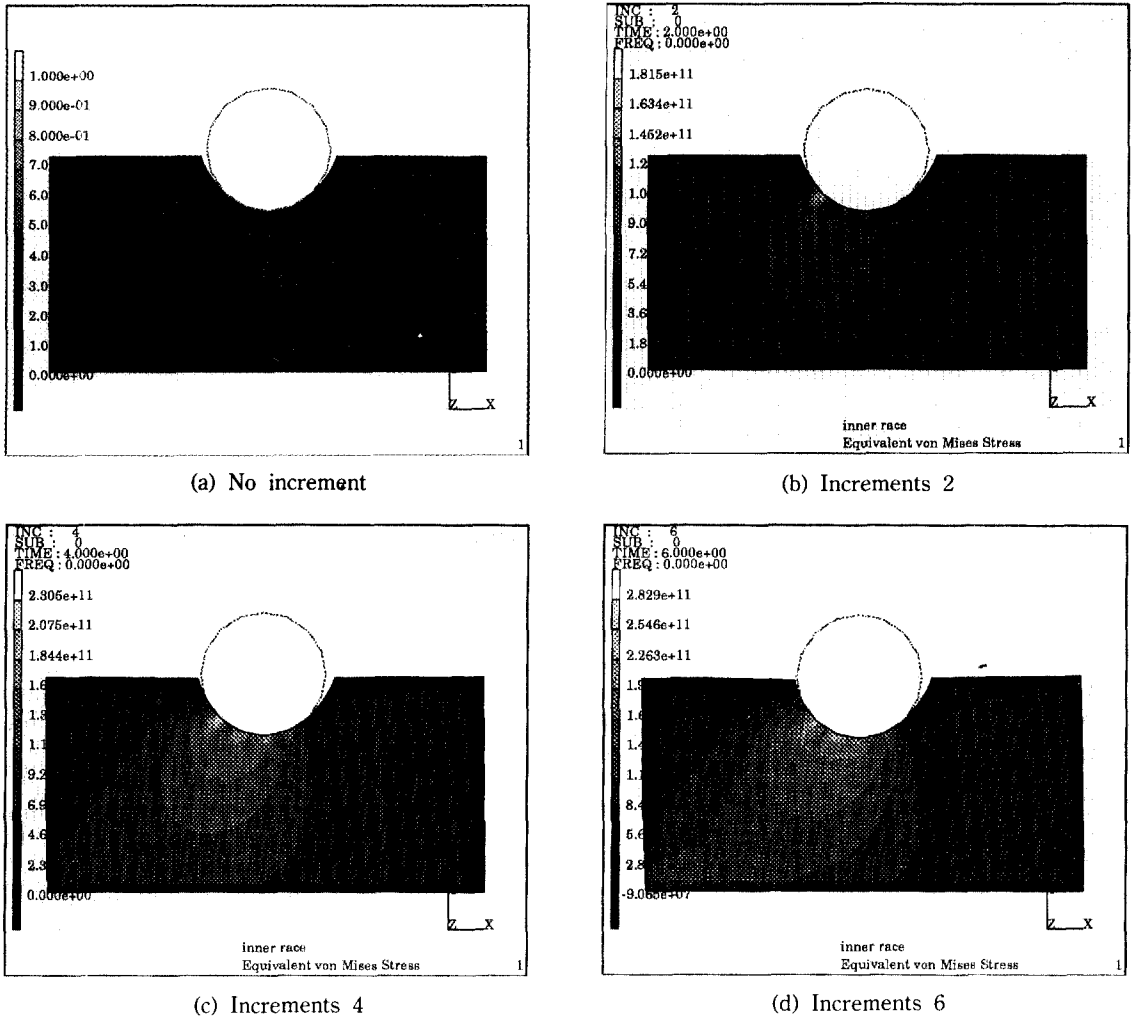 1.000e+00
9.000e-01
8.000e-01
7.0
6.0
5.0
4.0
3.0
2.0
1.0
0.000e+00
Z X
1
(a) No increment
INC : 2
SUB : 0
TIME : 2.000e+00
FREQ : 0.000e+00
1.815e+11
1.634e+11
1.452e+11
1.2
1.0
9.0
7.2
5.4
3.6
1.8
0.000e+00
Z X
inner race
Equivalent von Mises Stress
1
(b) Increments 2
INC : 4
SUB : 0
TIME : 4.000e+00
FREQ : 0.000e+00
2.305e+11
2.075e+11
1.844e+11
1.6
1.3
1.1
9.2
6.9
4.6
2.3
0.000e+00
Z X
inner race
Equivalent von Mises Stress
1
(c) Increments 4
INC : 6
SUB : 0
TIME : 6.000e+00
FREQ : 0.000e+00
2.829e+11
2.546e+11
2.263e+11
1.9
1.6
1.4
1.1
8.4
5.6
2.8
Z X
inner race
Equivalent von Mises Stress
1
(d) Increments 6